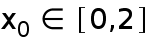 x₀ ∈ [0,2]